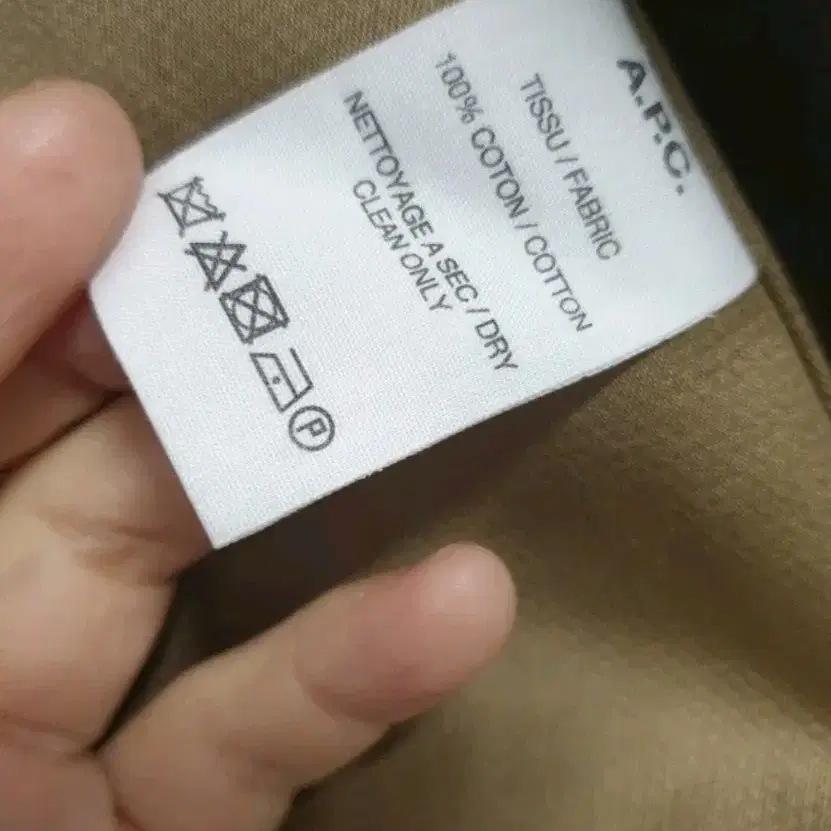 A.P.C.
TISSU / FABRIC
100% COTON / COTTON
NETTOYAGE A SEC / DRY
CLEAN ONLY
P